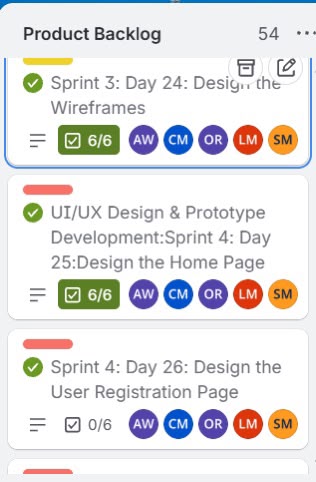 Product Backlog 54
Sprint 3: Day 24: Design the
Wireframes
6/6 AW CM OR LM SM
UI/UX Design & Prototype
Development:Sprint 4: Day
25:Design the Home Page
6/6 AW CM OR LM SM
Sprint 4: Day 26: Design the
User Registration Page
0/6 AW CM OR LM SM